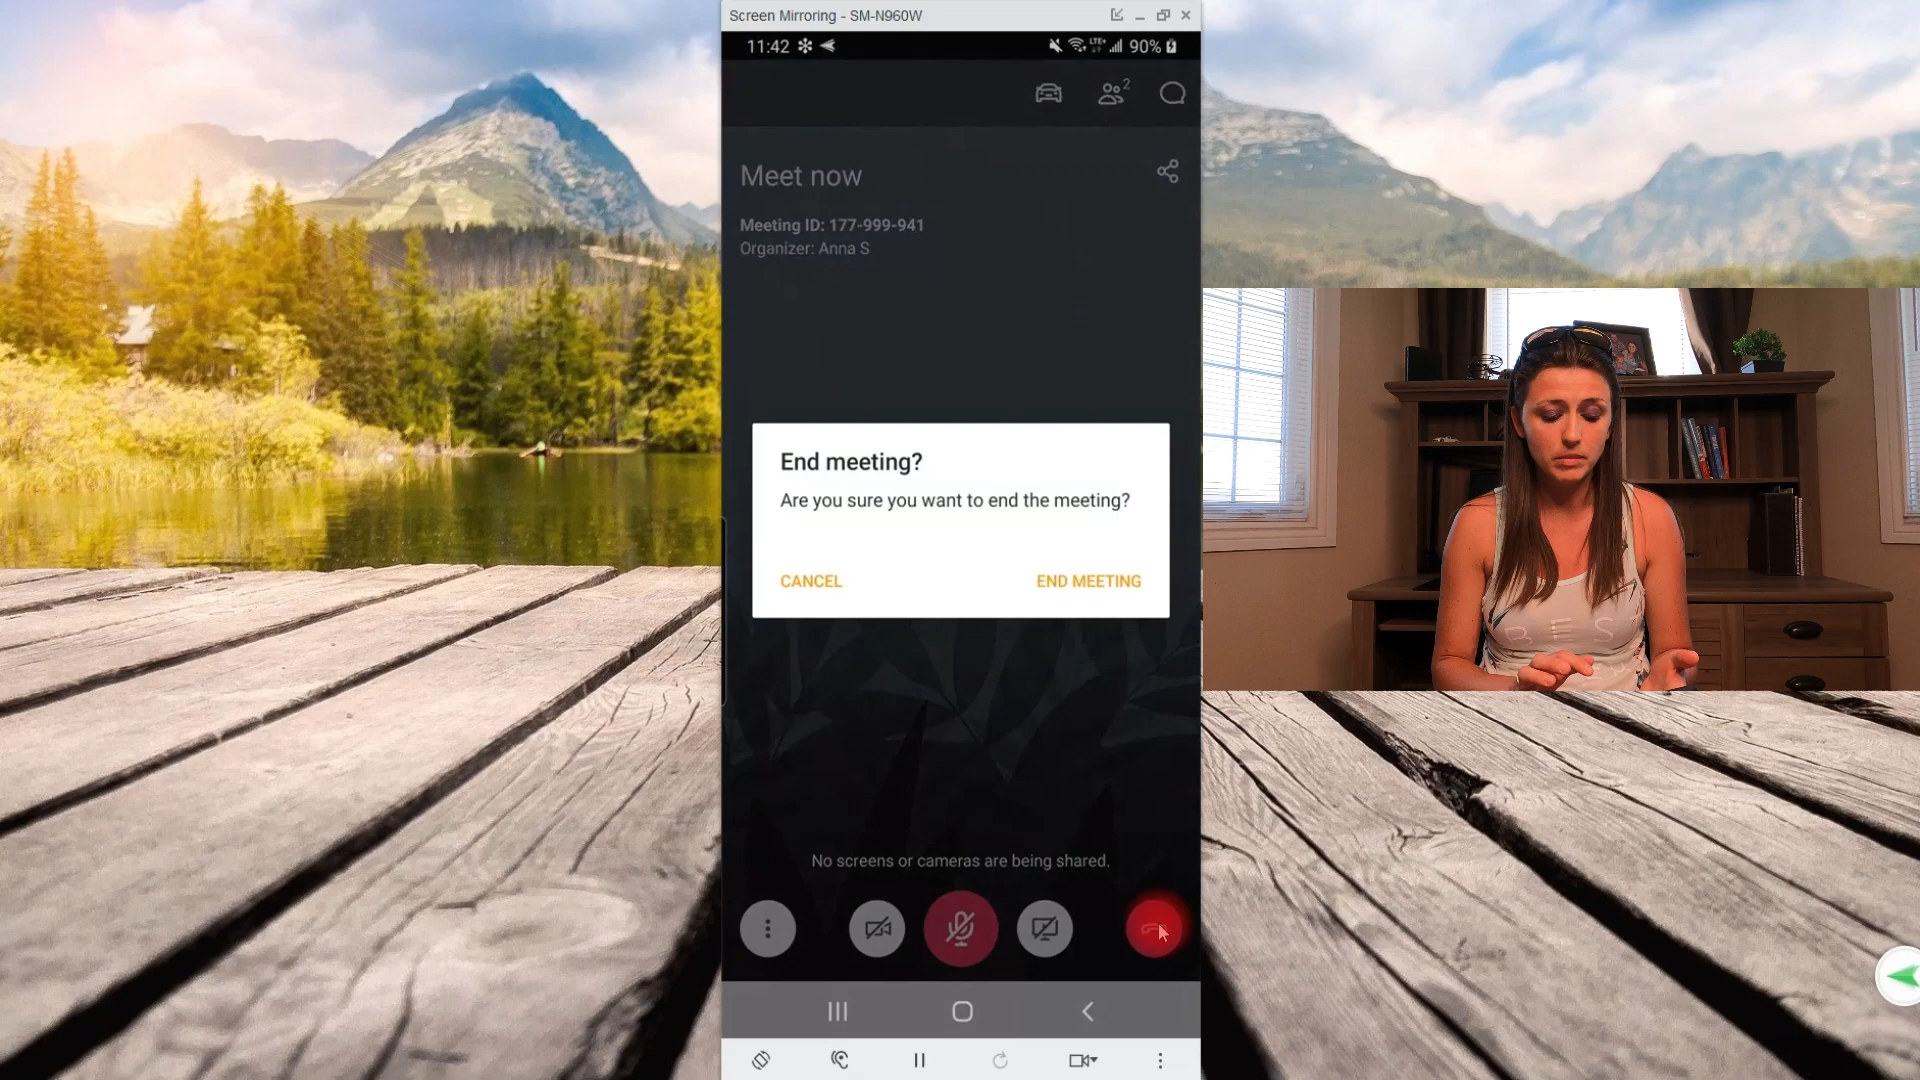 Screen Mirroring - SM-N960W
11:42
LTE+
90%
2
Meet now
Meeting ID: 177-999-941
Organizer: Anna S
End meeting?
Are you sure you want to end the meeting?
CANCEL
END MEETING
BES
No screens or cameras are being shared.